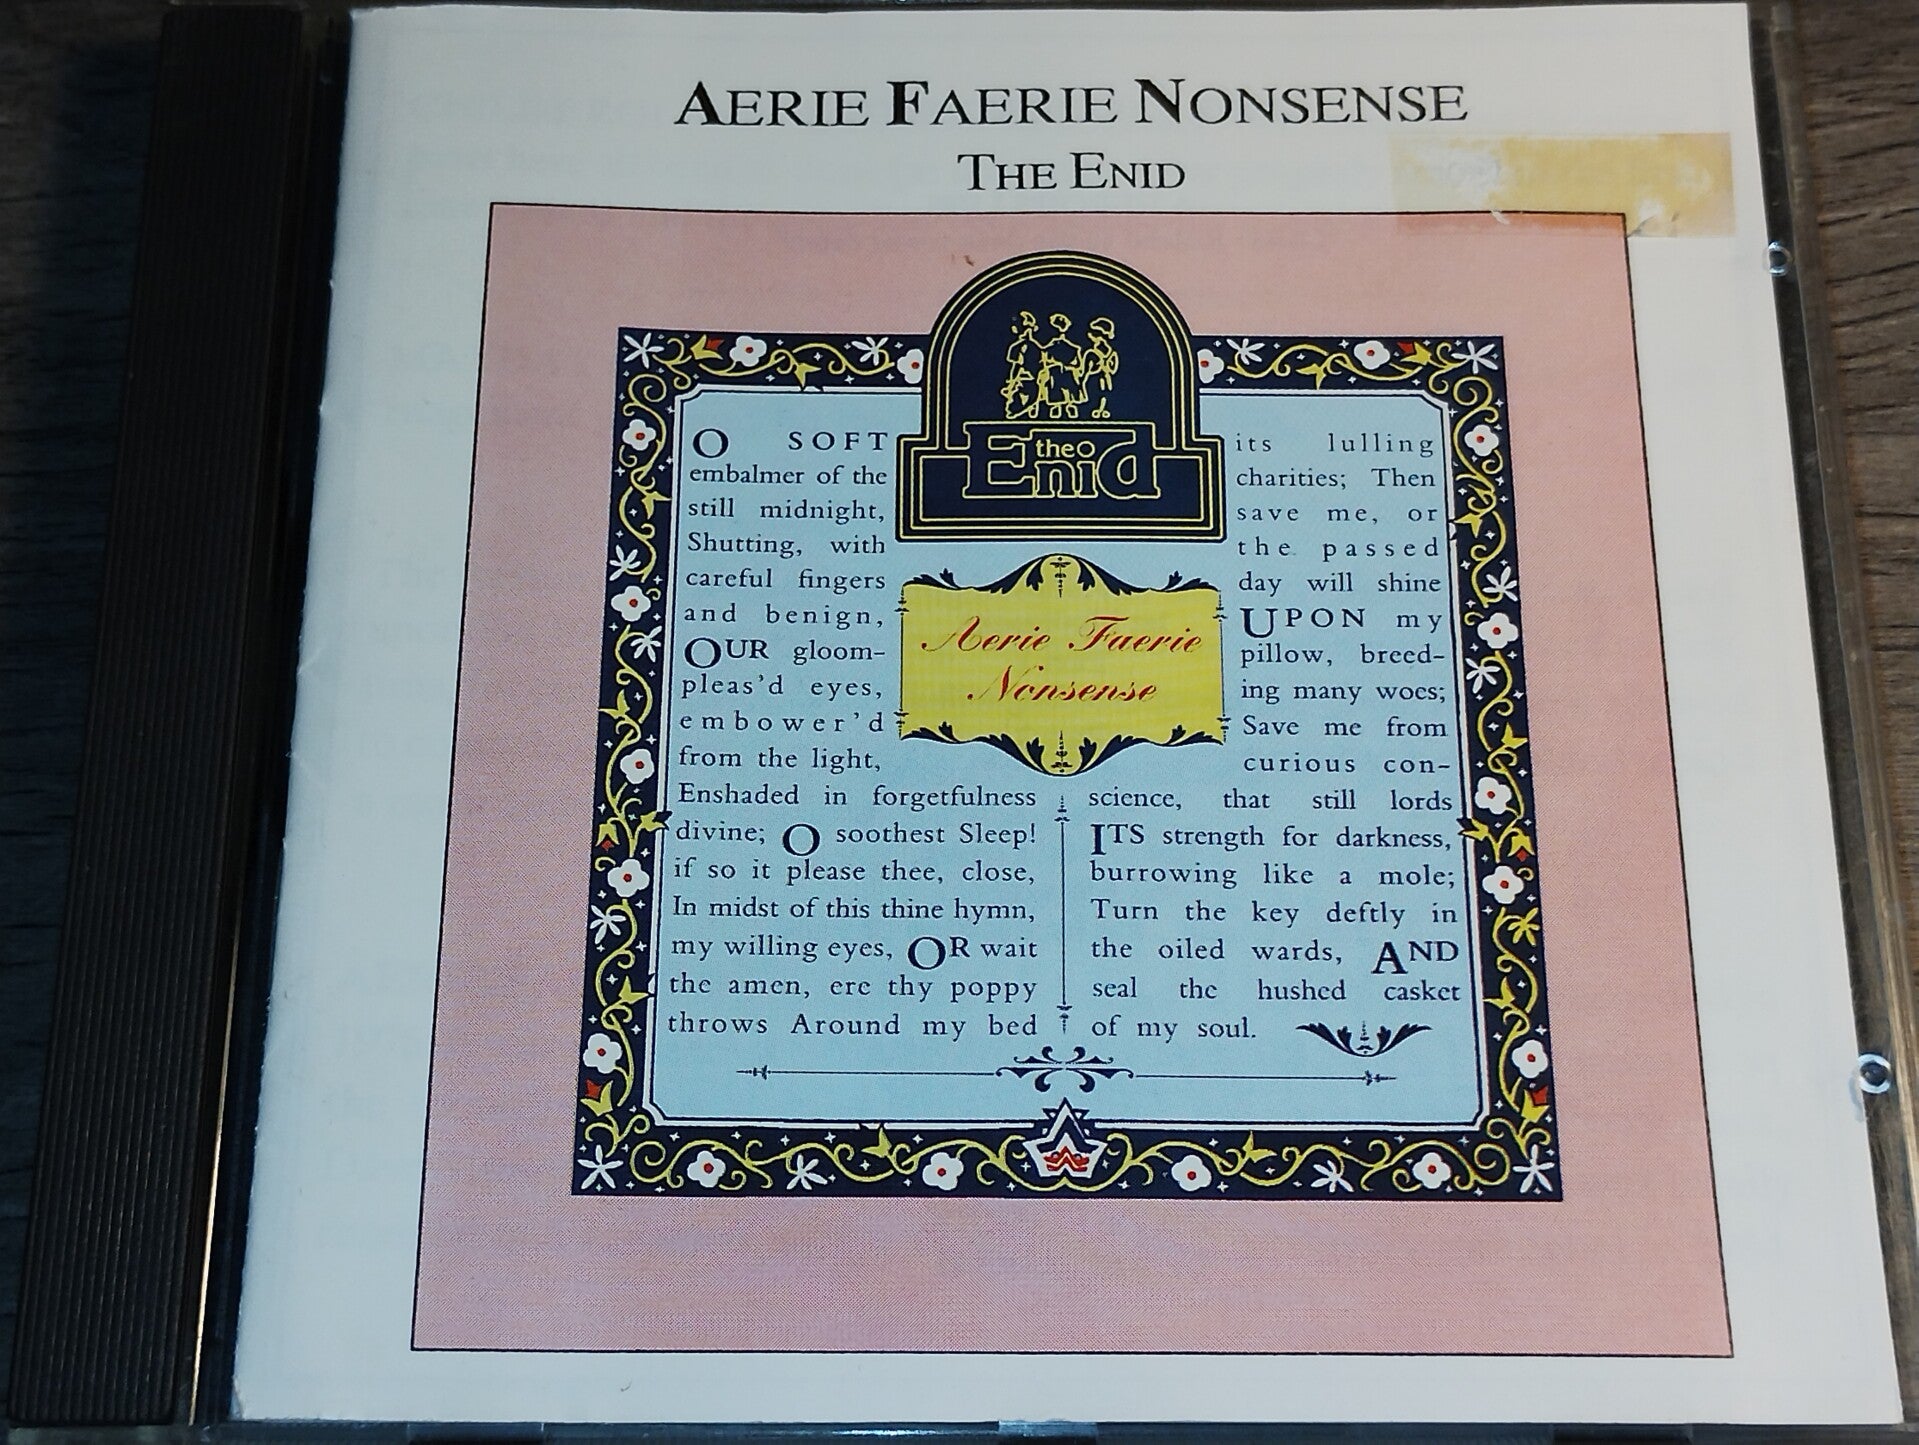 AERIE FAERIE NONSENSE
THE ENID
the
Enid
Aerie Faerie
Nonsense
O SOFT
embalmer of the
still midnight,
Shutting, with
careful fingers
and benign,
OUR gloom-
pleas'd eyes,
embower'd
from the light,
Enshaded in forgetfulness
divine; O soothest Sleep!
if so it please thee, close,
In midst of this thine hymn,
my willing eyes, OR wait
the amen, ere thy poppy
throws Around my bed
its lulling
charities; Then
save me, or
the passed
day will shine
UPON my
pillow, breed-
ing many woes;
Save me from
curious con-
science, that still lords
ITS strength for darkness,
burrowing like a mole;
Turn the key deftly in
the oiled wards, AND
seal the hushed casket
of my soul.